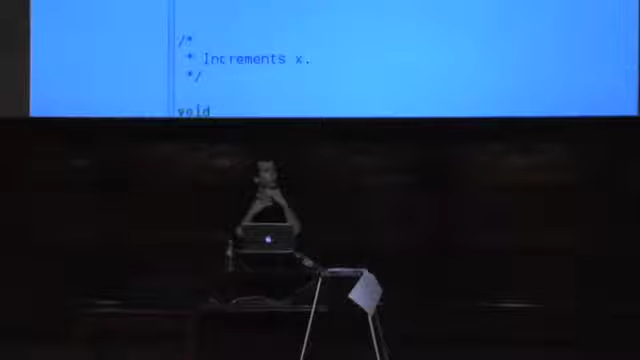 /*
* Increments x.
*/
void